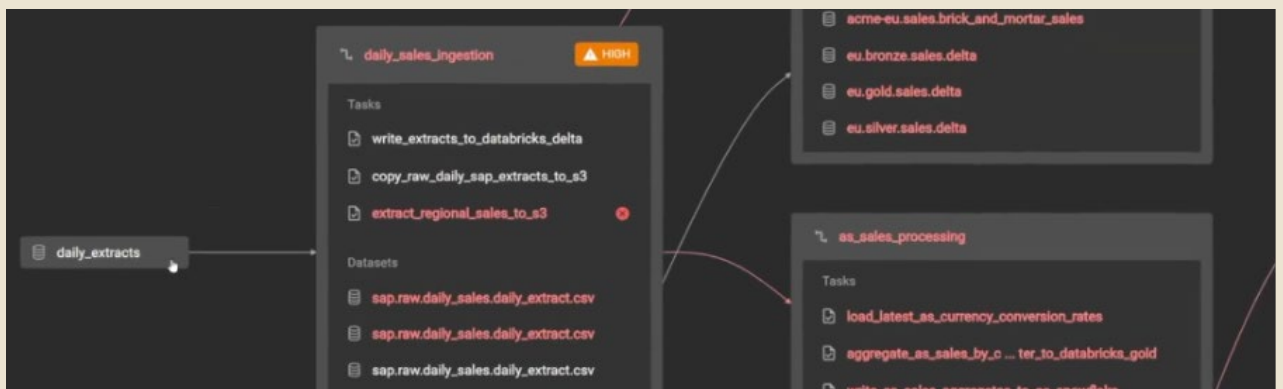 daily_extracts
daily_sales_ingestion
HIGH
Tasks
write_extracts_to_databricks_delta
copy_raw_daily_sap_extracts_to_s3
extract_regional_sales_to_s3
Datasets
sap.raw.daily_sales.daily_extract.csv
sap.raw.daily_sales.daily_extract.csv
sap.raw.daily_sales.daily_extract.csv
acme-eu.sales.brick_and_mortar_sales
eu.bronze.sales.delta
eu.gold.sales.delta
eu.silver.sales.delta
as_sales_processing
Tasks
load_latest_as_currency_conversion_rates
aggregate_as_sales_by_c ... ter_to_databricks_gold